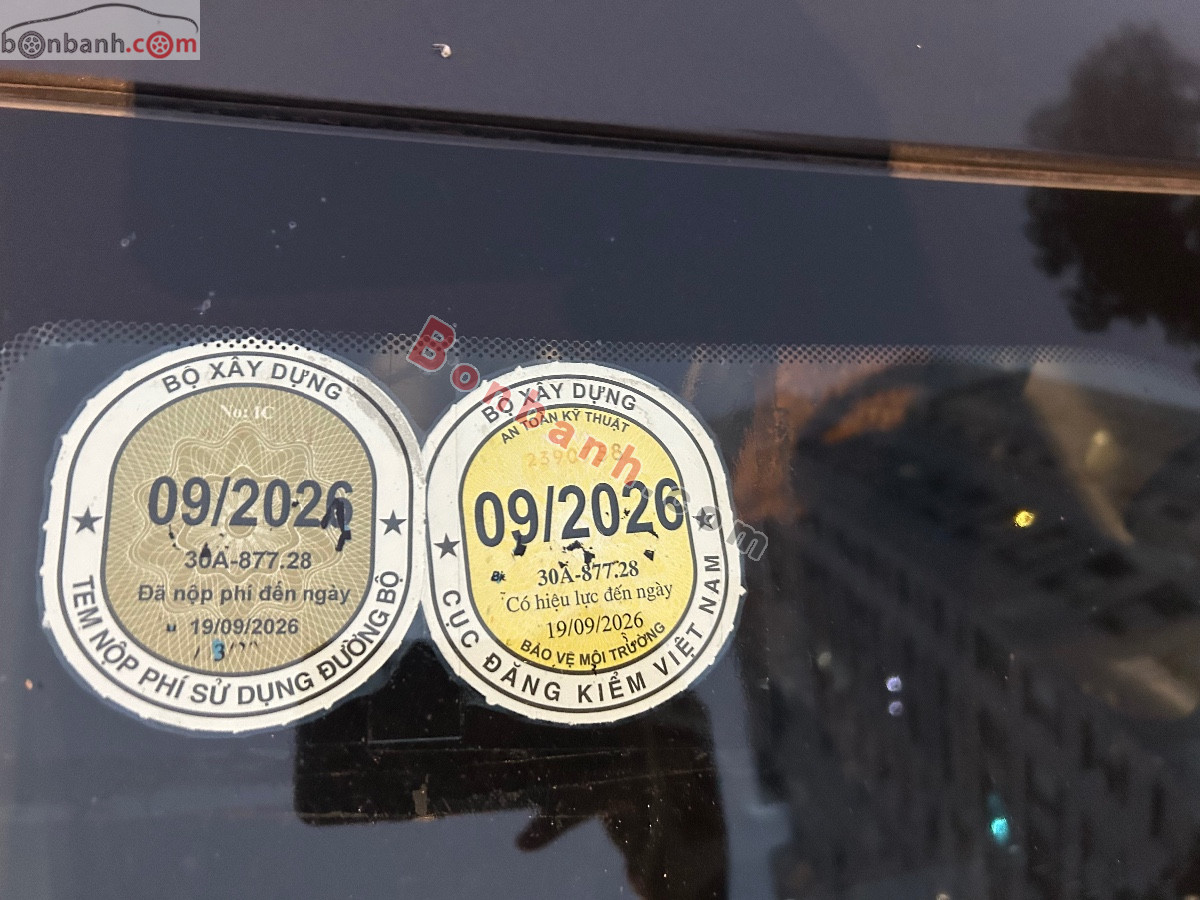 bonbanh.com
BỘ XÂY DỰNG
No: 1C
09/2026
30A-877.28
Đã nộp phí đến ngày
19/09/2026
TEM NỘP PHÍ SỬ DỤNG ĐƯỜNG BỘ
BỘ XÂY DỰNG
AN TOÀN KỸ THUẬT
09/2026
30A-877.28
Có hiệu lực đến ngày
19/09/2026
BẢO VỆ MÔI TRƯỜNG
CỤC ĐĂNG KIỂM VIỆT NAM
Bonbanh.com